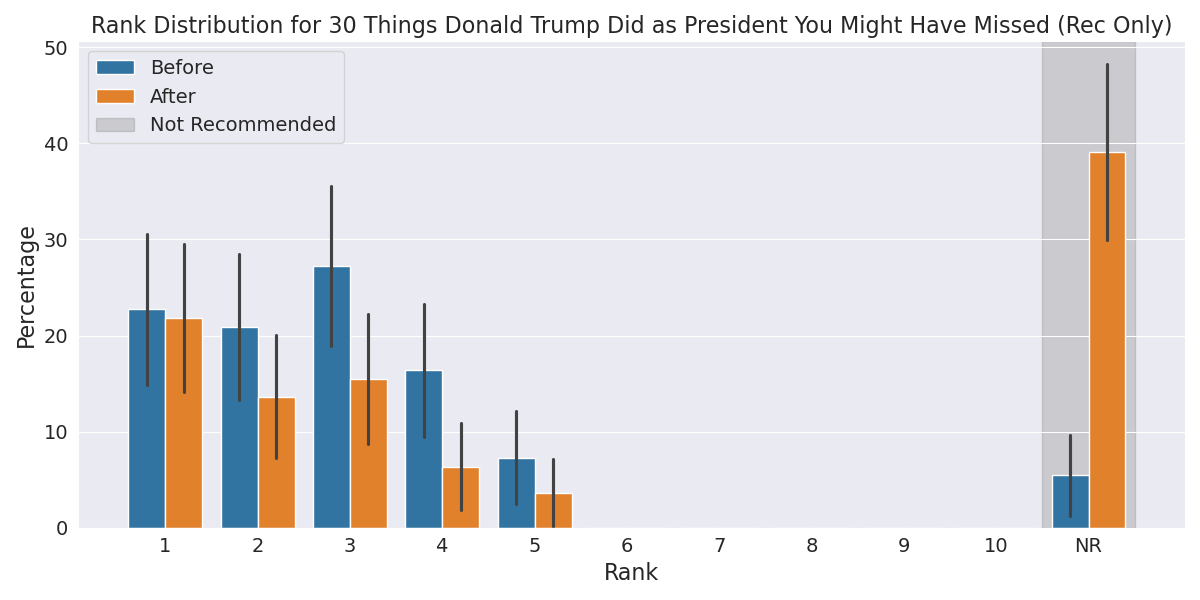 Rank Distribution for 30 Things Donald Trump Did as President You Might Have Missed (Rec Only)
Before
After
Not Recommended
Percentage
50
40
30
20
10
0
1 2 3 4 5 6 7 8 9 10 NR
Rank